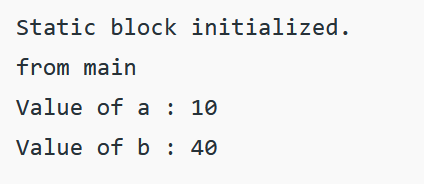 Static block initialized.
from main
Value of a : 10
Value of b : 40